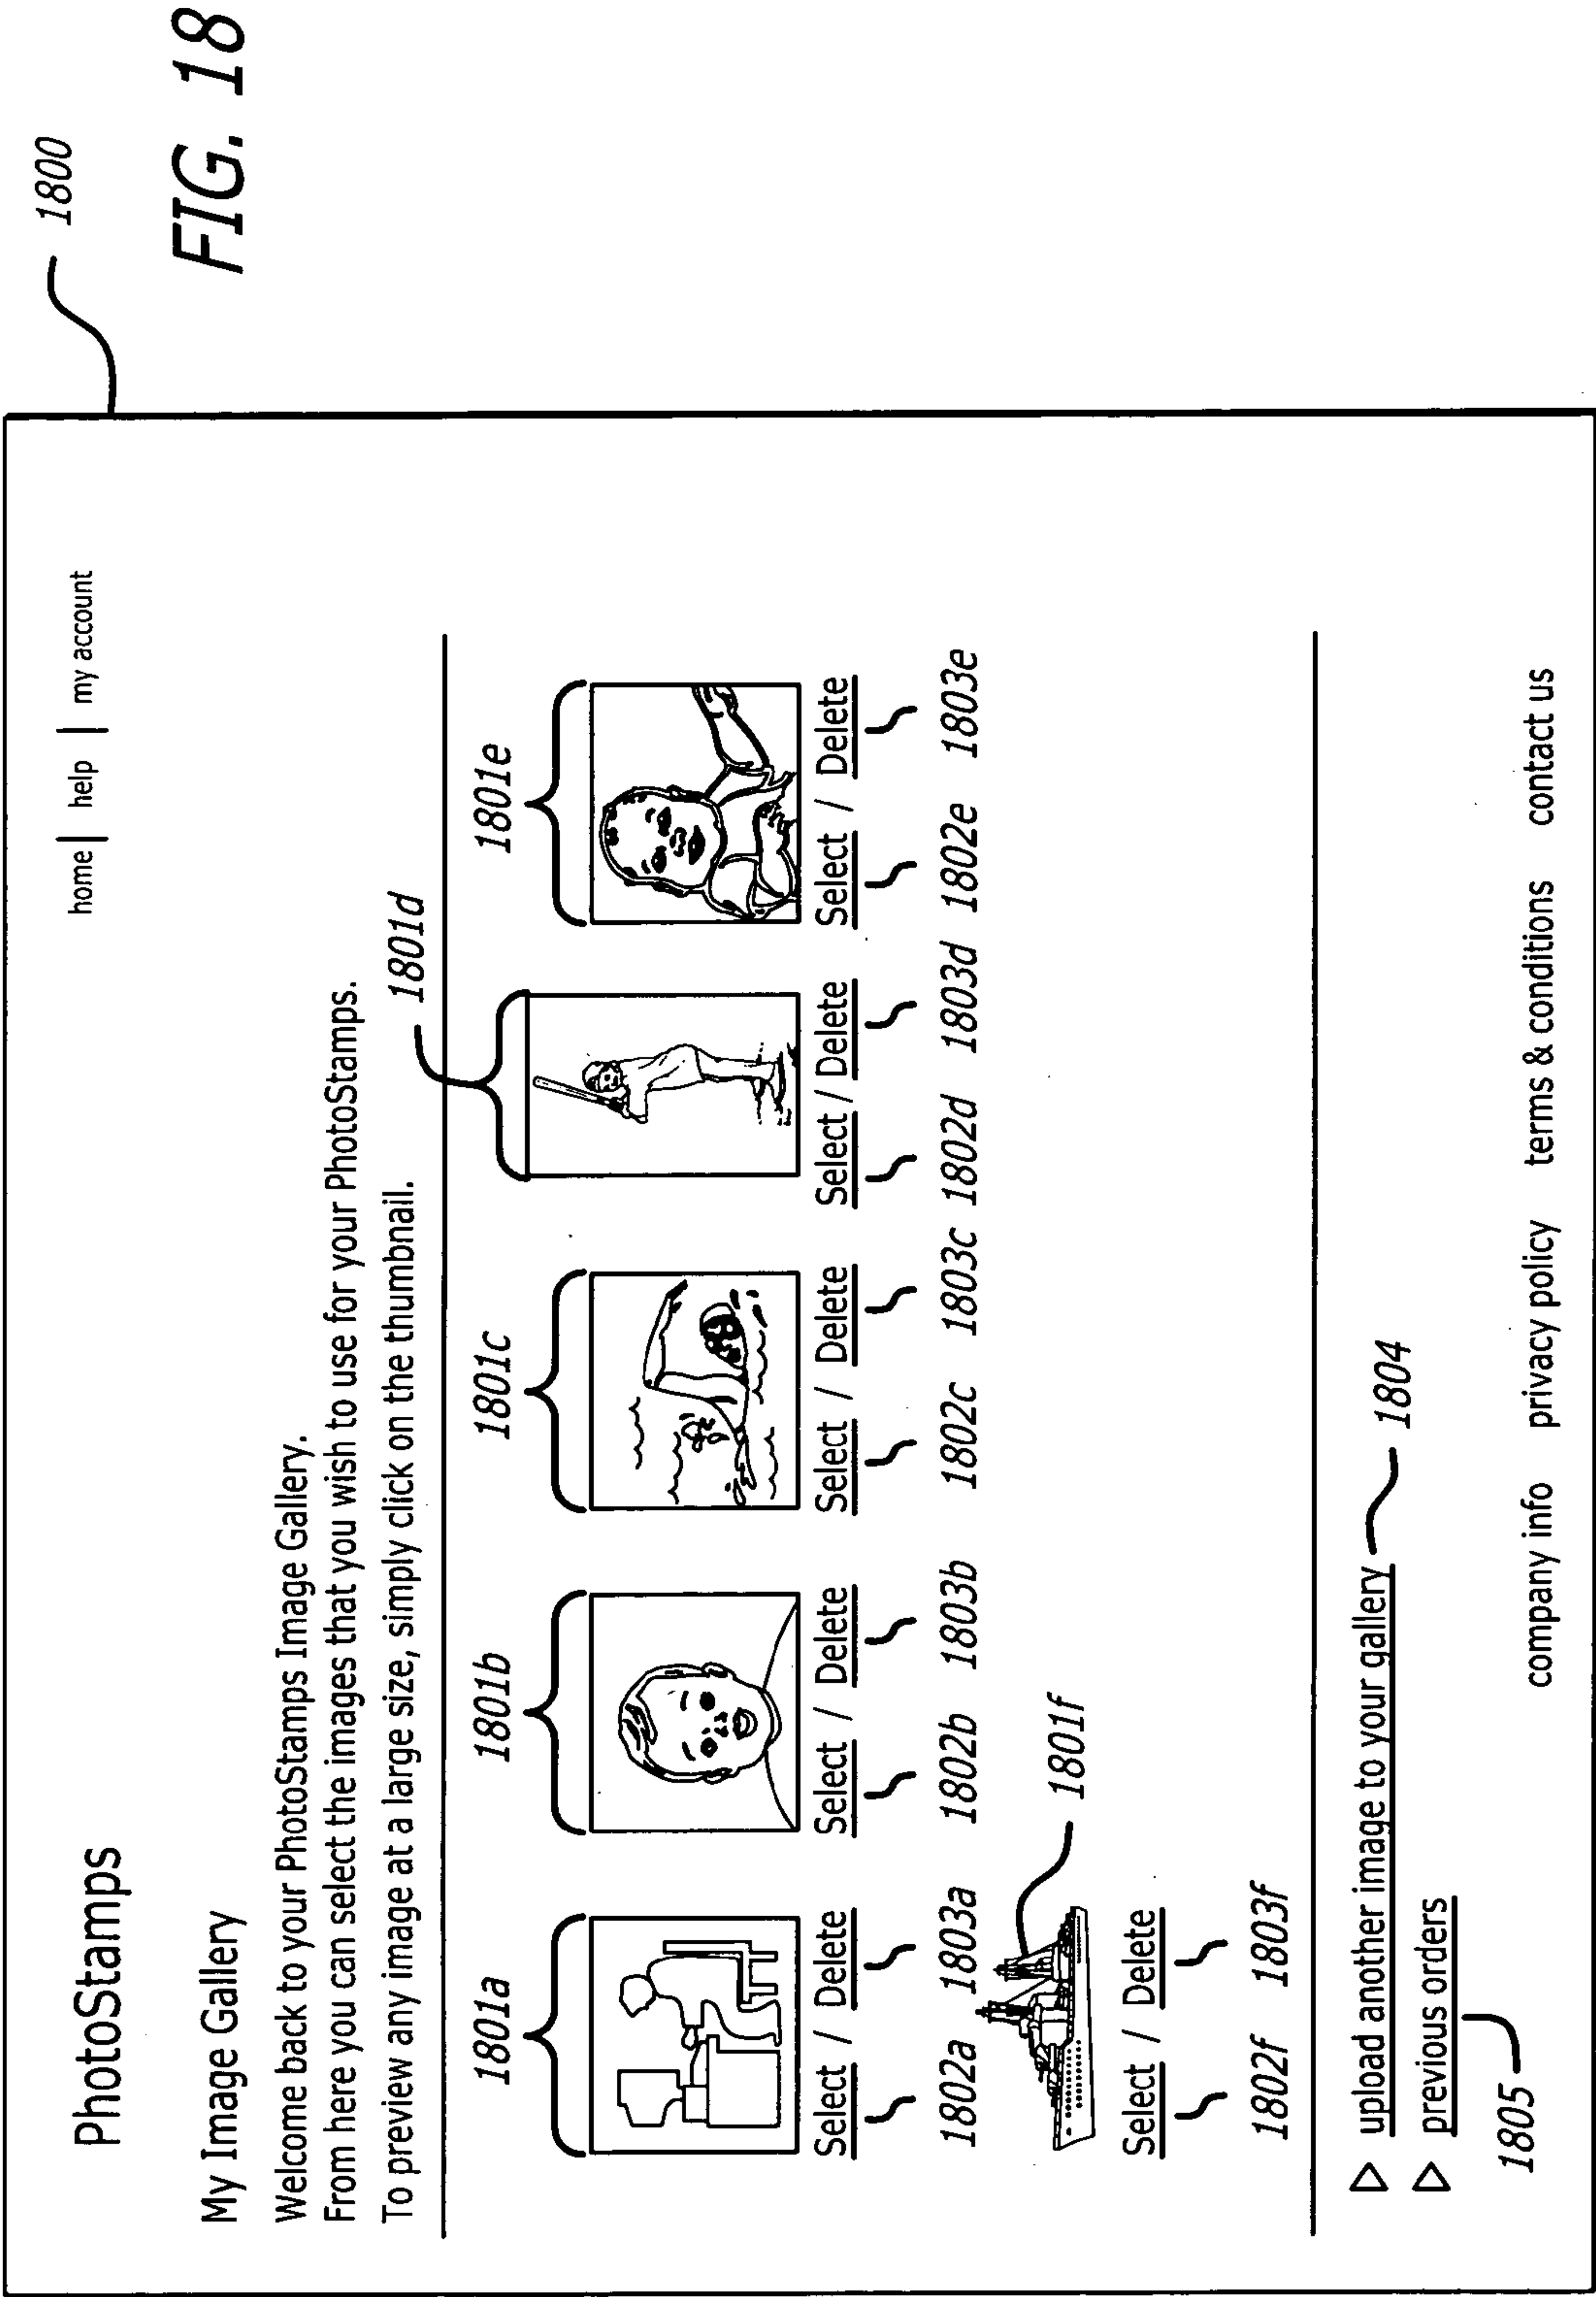 1800
FIG. 18
PhotoStamps
home | help | my account
My Image Gallery
Welcome back to your PhotoStamps Image Gallery.
From here you can select the images that you wish to use for your PhotoStamps.
To preview any image at a large size, simply click on the thumbnail.
1801a 1801b 1801c 1801d 1801e
Select / Delete Select / Delete Select / Delete Select / Delete Select / Delete
1802a 1803a 1802b 1803b 1802c 1803c 1802d 1803d 1802e 1803e
1801f
Select / Delete
1802f 1803f
▷ upload another image to your gallery 1804
▷ previous orders
1805
company info privacy policy terms & conditions contact us